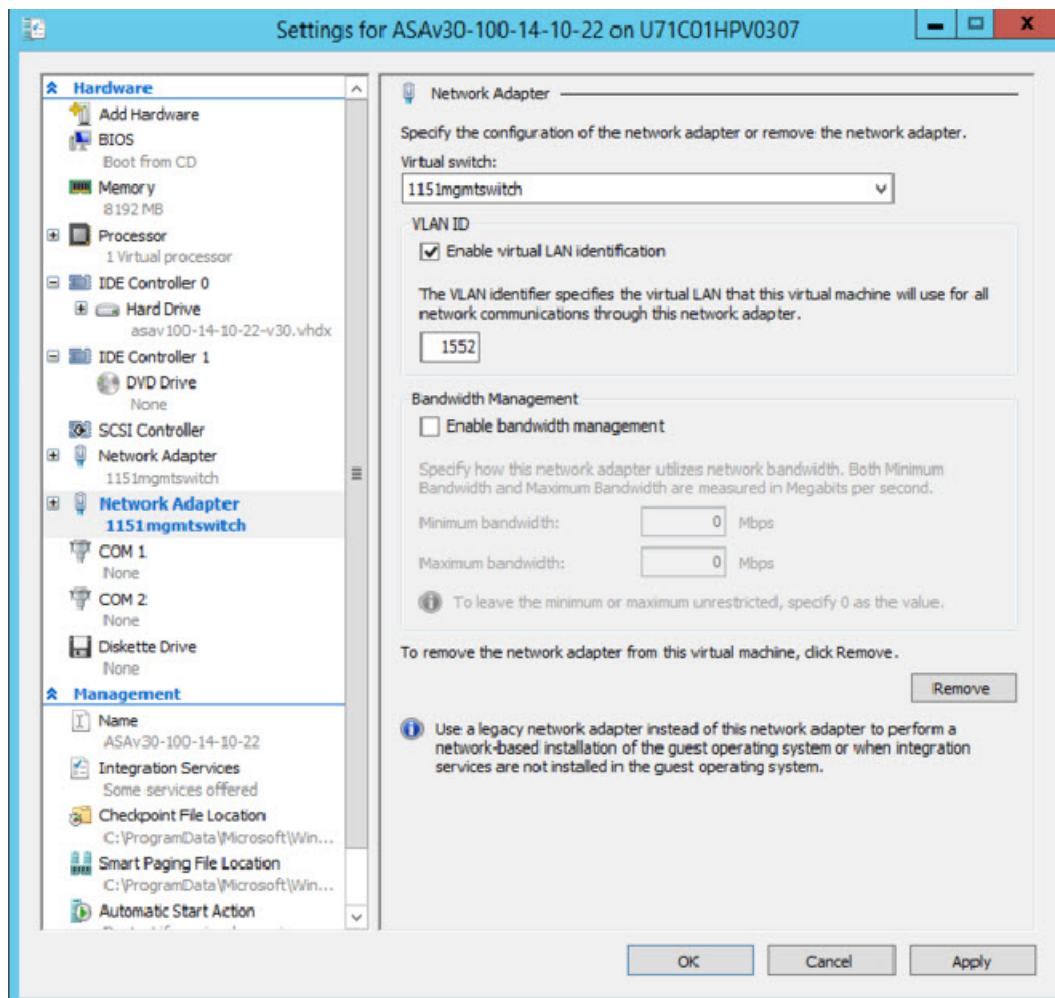 Settings for ASAv30-100-14-10-22 on U71C01HPV0307
Hardware
Add Hardware
BIOS
Boot from CD
Memory
8192 MB
Processor
1 Virtual processor
IDE Controller 0
Hard Drive
asav100-14-10-22-v30.vhdx
IDE Controller 1
DVD Drive
None
SCSI Controller
Network Adapter
1151mgmtswitch
Network Adapter
1151mgmtswitch
COM 1
None
COM 2
None
Diskette Drive
None
Management
Name
ASAv30-100-14-10-22
Integration Services
Some services offered
Checkpoint File Location
C:\ProgramData\Microsoft\Win...
Smart Paging File Location
C:\ProgramData\Microsoft\Win...
Automatic Start Action
Network Adapter
Specify the configuration of the network adapter or remove the network adapter.
Virtual switch:
1151mgmtswitch
VLAN ID
Enable virtual LAN identification
The VLAN identifier specifies the virtual LAN that this virtual machine will use for all
network communications through this network adapter.
1552
Bandwidth Management
Enable bandwidth management
Specify how this network adapter utilizes network bandwidth. Both Minimum
Bandwidth and Maximum Bandwidth are measured in Megabits per second.
Minimum bandwidth: 0 Mbps
Maximum bandwidth: 0 Mbps
To leave the minimum or maximum unrestricted, specify 0 as the value.
To remove the network adapter from this virtual machine, click Remove.
Remove
Use a legacy network adapter instead of this network adapter to perform a
network-based installation of the guest operating system or when integration
services are not installed in the guest operating system.
OK Cancel Apply